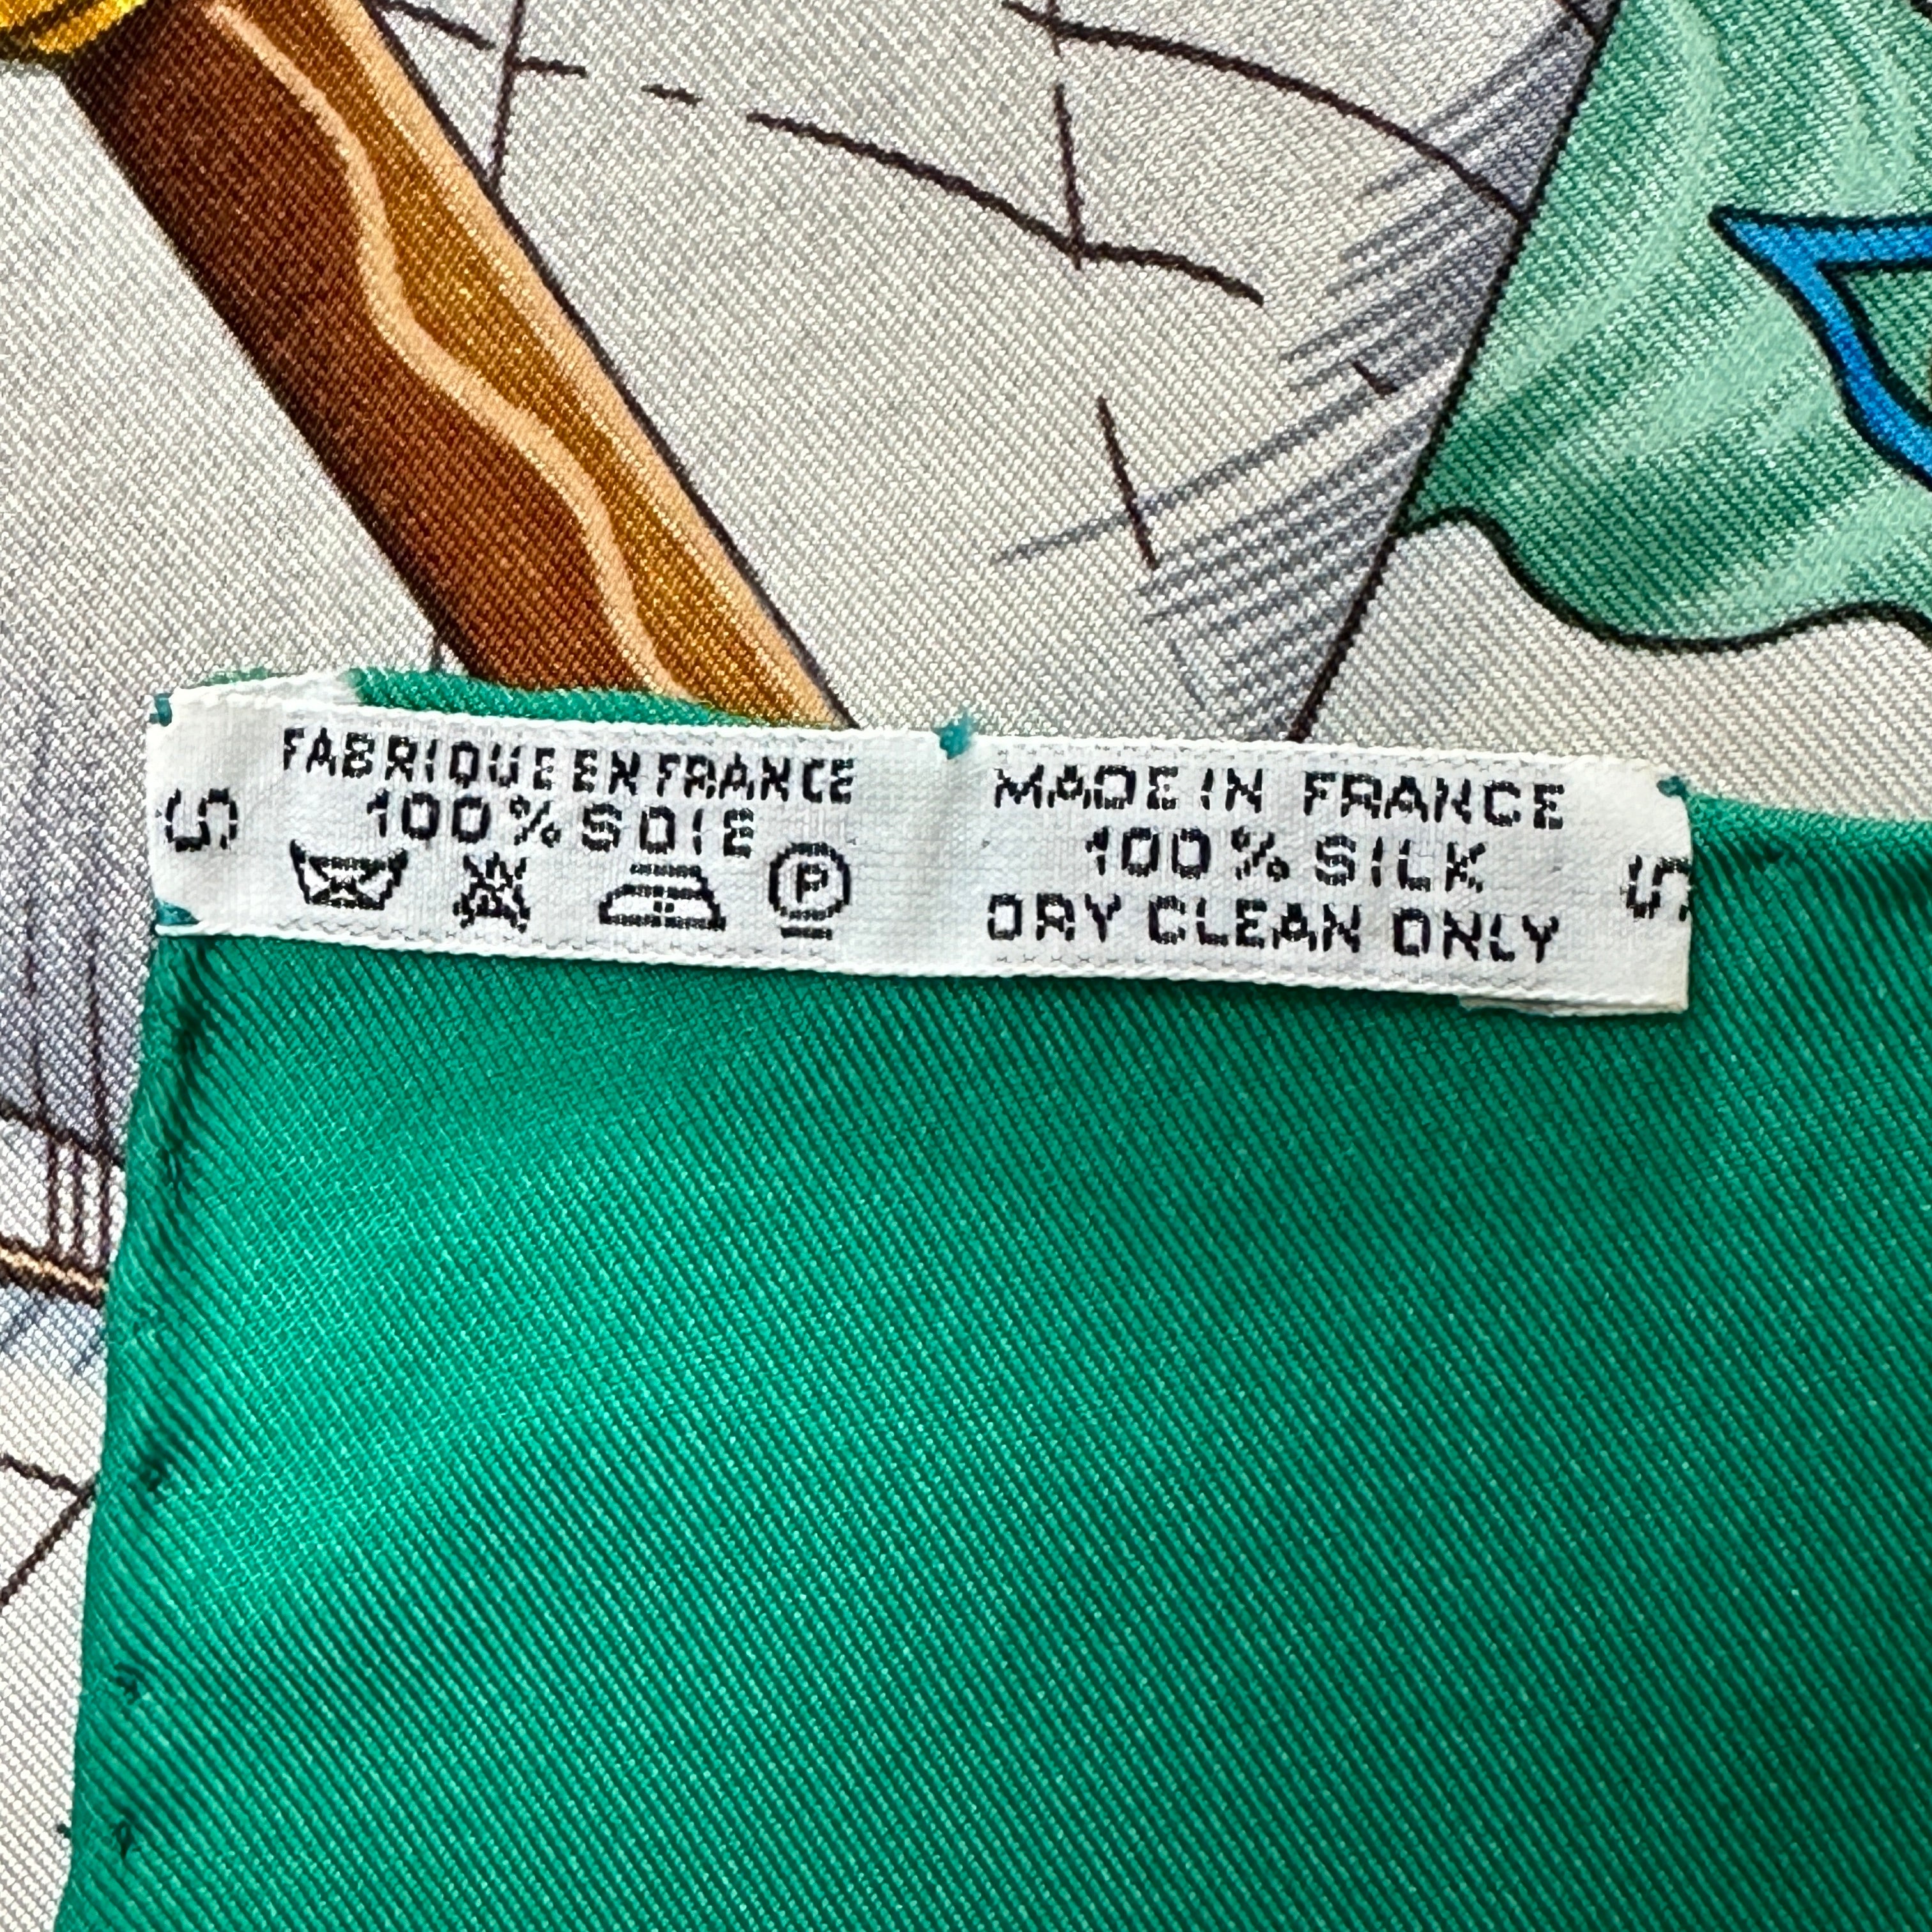 S
FABRIQUE EN FRANCE
100% SOIE
P
MADE IN FRANCE
100% SILK
DRY CLEAN ONLY
S